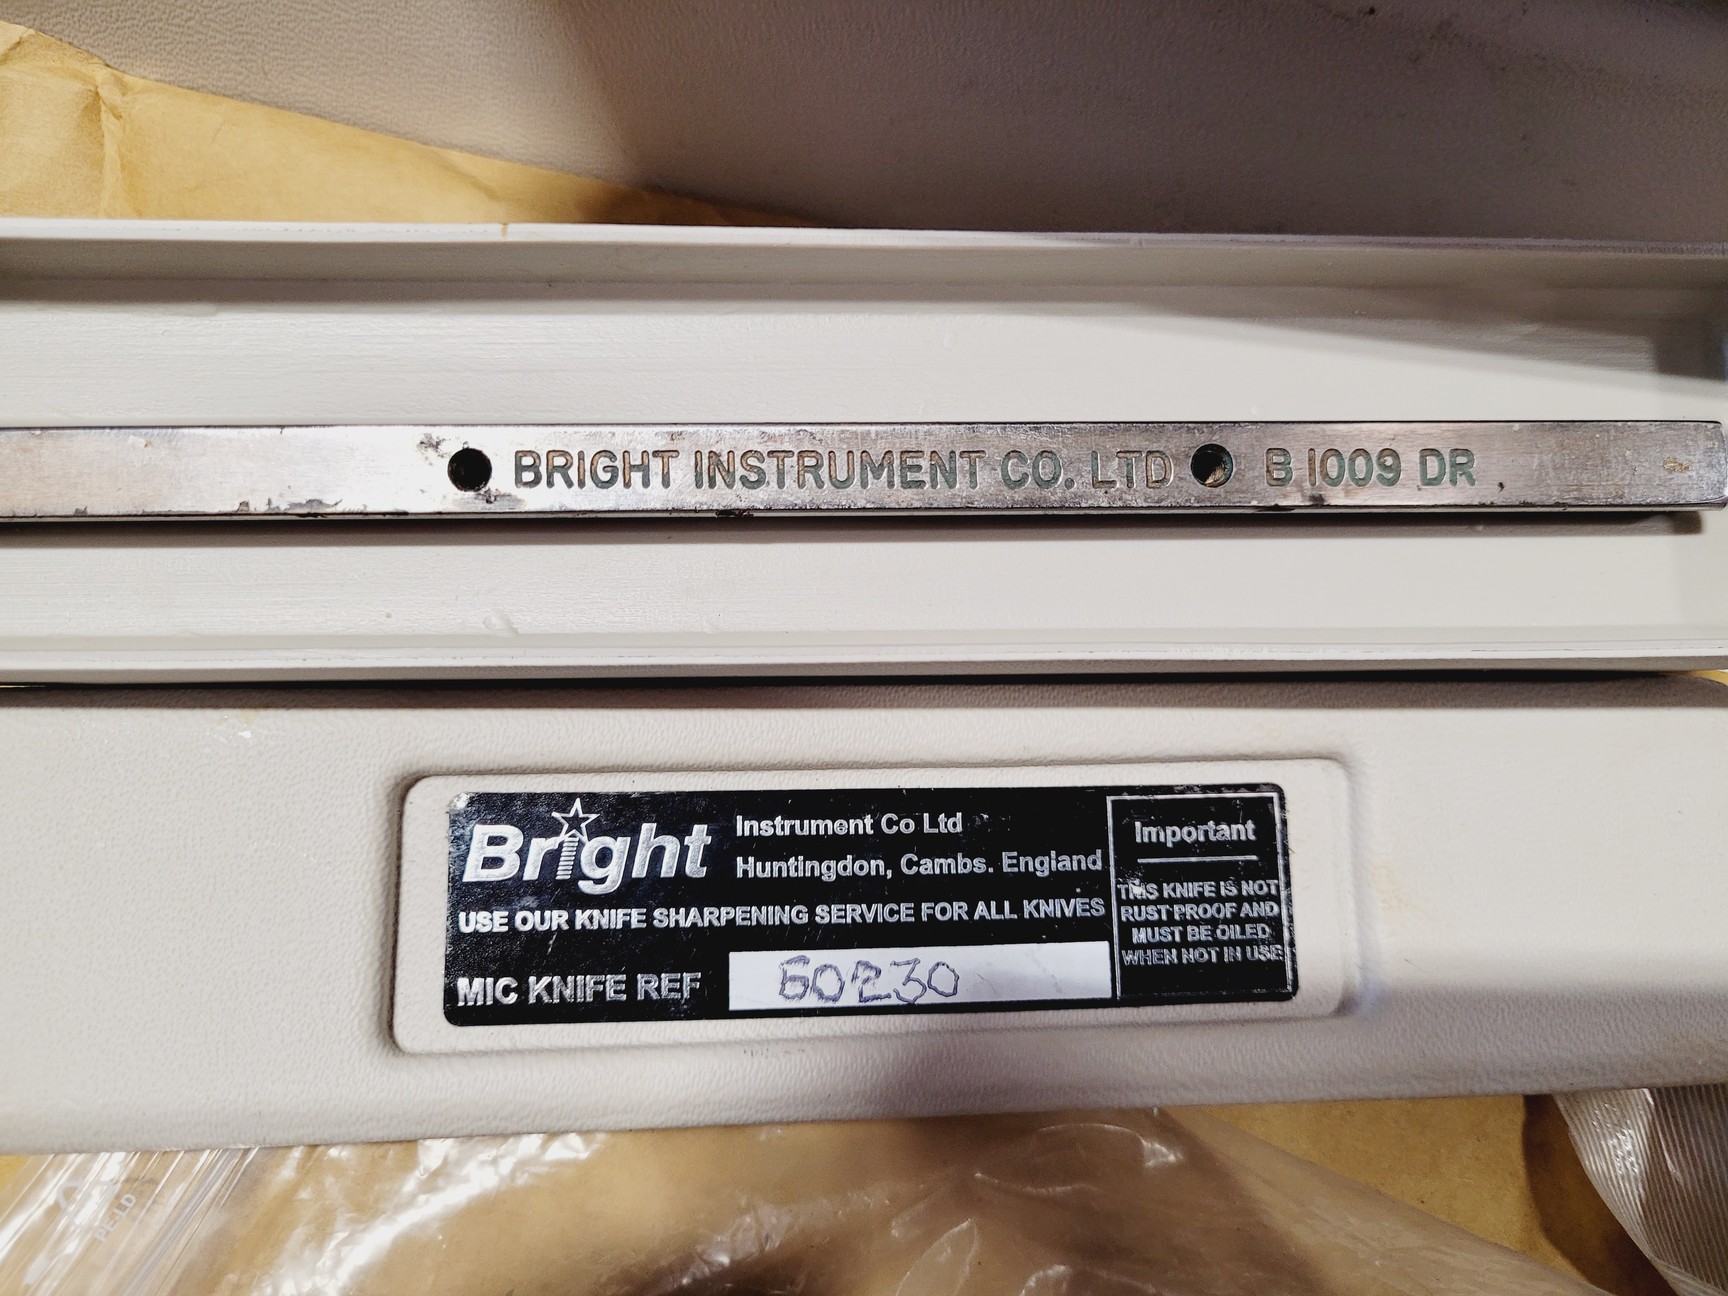 BRIGHT INSTRUMENT CO. LTD B 1009 DR
Bright
Instrument Co Ltd
Huntingdon, Cambs. England
USE OUR KNIFE SHARPENING SERVICE FOR ALL KNIVES
MIC KNIFE REF 60230
Important
THIS KNIFE IS NOT
RUST PROOF AND
MUST BE OILED
WHEN NOT IN USE
PE-LD